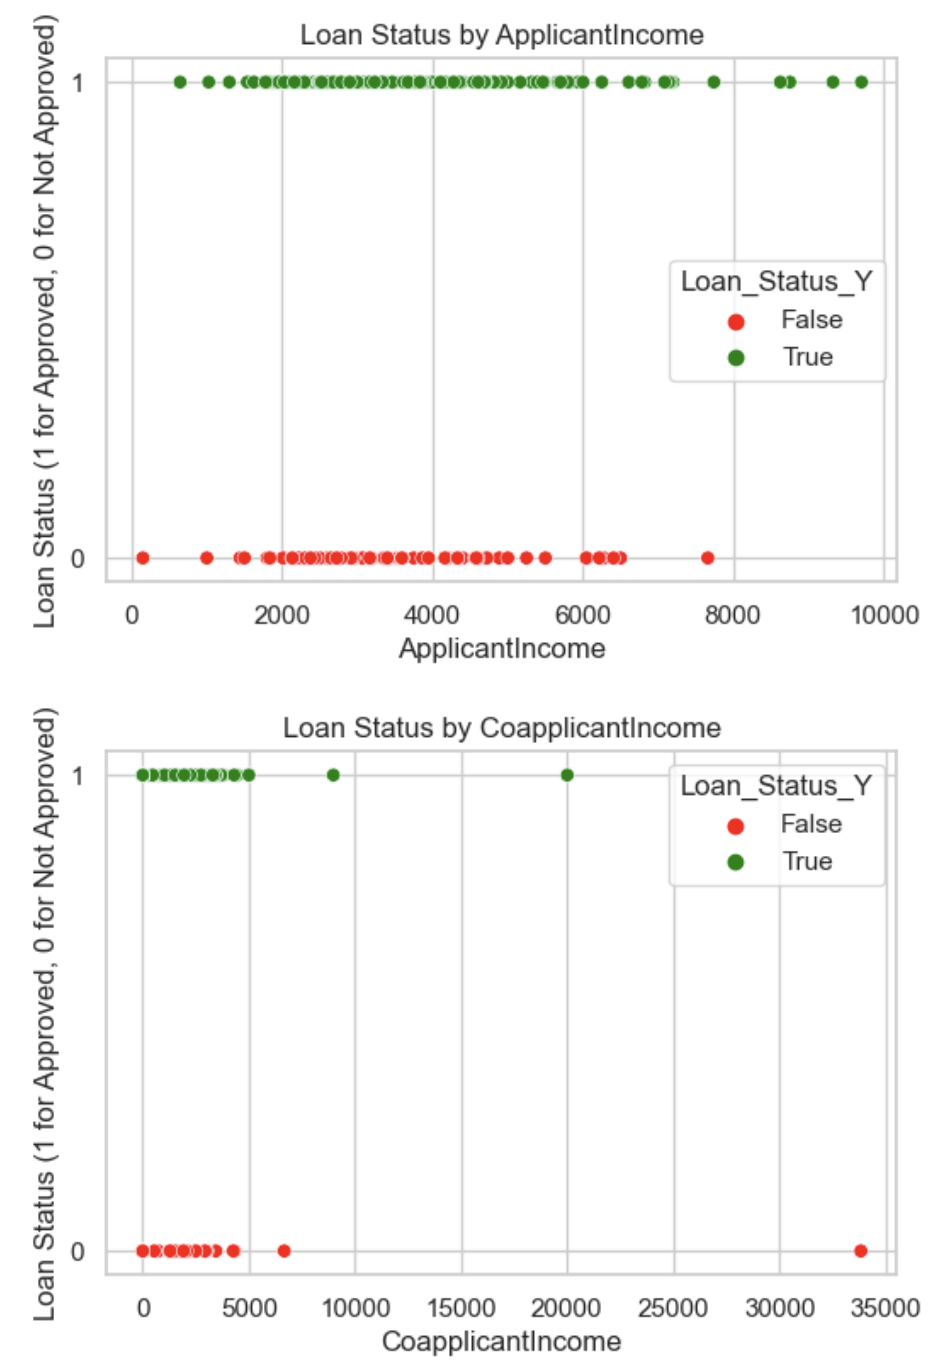 Loan Status by ApplicantIncome
Loan Status (1 for Approved, 0 for Not Approved)
1
0
Loan_Status_Y
False
True
0 2000 4000 6000 8000 10000
ApplicantIncome
Loan Status by CoapplicantIncome
Loan Status (1 for Approved, 0 for Not Approved)
1
0
Loan_Status_Y
False
True
0 5000 10000 15000 20000 25000 30000 35000
CoapplicantIncome